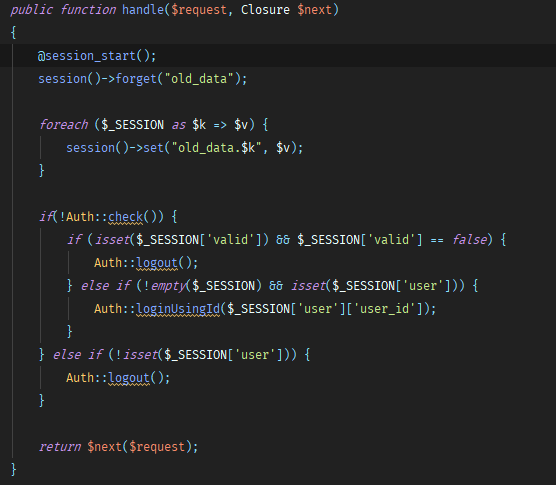 public function handle($request, Closure $next)
{
    @session_start();
    session()->forget("old_data");

    foreach ($_SESSION as $k => $v) {
        session()->set("old_data.$k", $v);
    }

    if(!Auth::check()) {
        if (isset($_SESSION['valid']) && $_SESSION['valid'] == false) {
            Auth::logout();
        } else if (!empty($_SESSION) && isset($_SESSION['user'])) {
            Auth::loginUsingId($_SESSION['user']['user_id']);
        }
    } else if (!isset($_SESSION['user'])) {
        Auth::logout();
    }

    return $next($request);
}